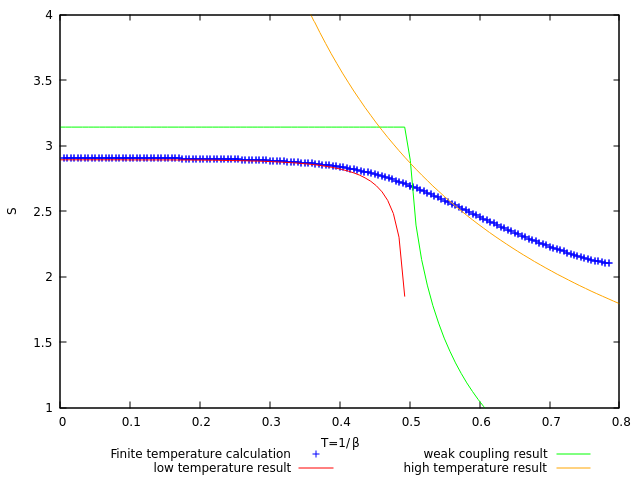 4
3.5
3
2.5
2
1.5
1
S
0 0.1 0.2 0.3 0.4 0.5 0.6 0.7 0.8
T=1/β
Finite temperature calculation weak coupling result
low temperature result high temperature result